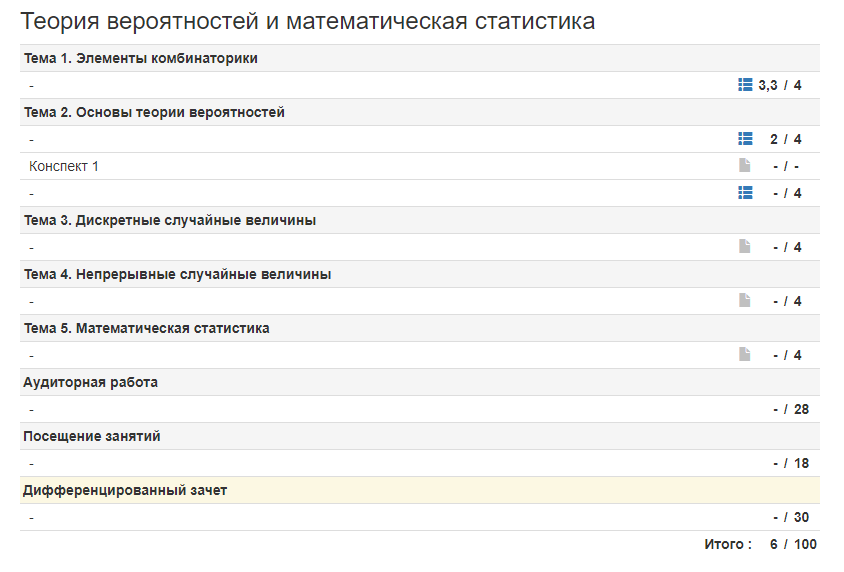 Теория вероятностей и математическая статистика
Тема 1. Элементы комбинаторики
- 3,3 / 4
Тема 2. Основы теории вероятностей
- 2 / 4
Конспект 1 - / -
- - / 4
Тема 3. Дискретные случайные величины
- - / 4
Тема 4. Непрерывные случайные величины
- - / 4
Тема 5. Математическая статистика
- - / 4
Аудиторная работа
- - / 28
Посещение занятий
- - / 18
Дифференцированный зачет
- - / 30
Итого : 6 / 100